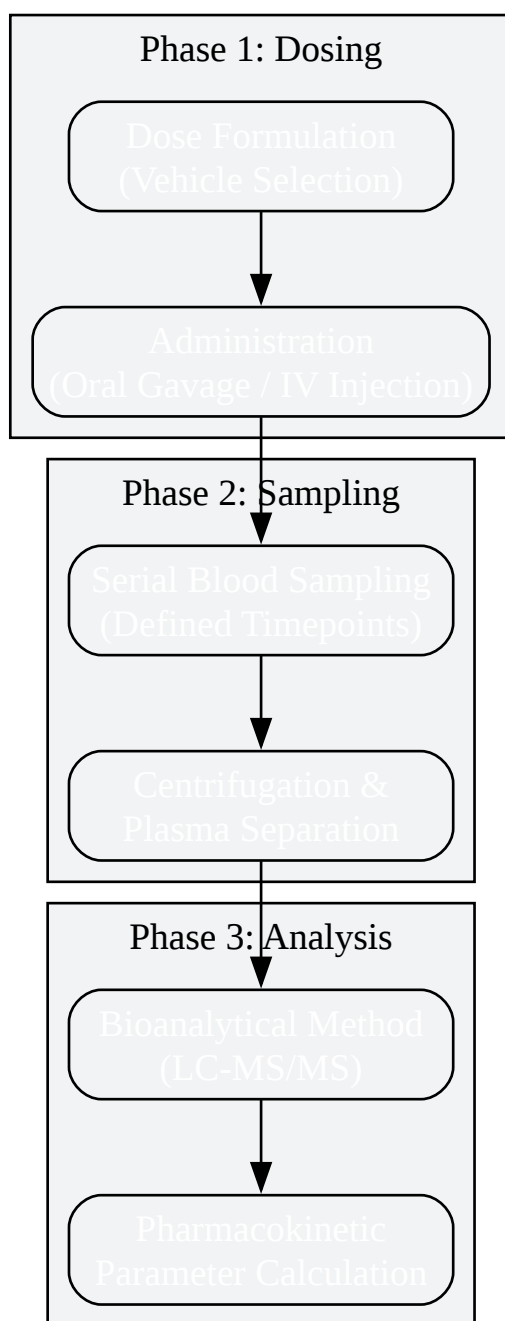 Phase 1: Dosing
Dose Formulation
(Vehicle Selection)
Administration
(Oral Gavage / IV Injection)
Phase 2: Sampling
Serial Blood Sampling
(Defined Timepoints)
Centrifugation &
Plasma Separation
Phase 3: Analysis
Bioanalytical Method
(LC-MS/MS)
Pharmacokinetic
Parameter Calculation